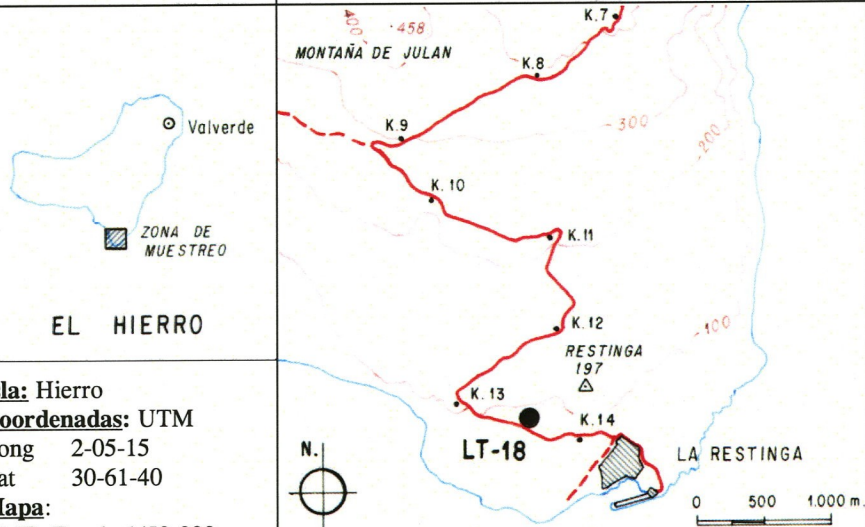 Valverde
ZONA DE
MUESTREO
EL HIERRO
la: Hierro
oordenadas: UTM
ong 2-05-15
at 30-61-40
Mapa:
K.7
400
·458
MONTAÑA DE JULAN
K.8
K.9
-300
-200
K.10
K.11
K.12
-100
RESTINGA
197
K.13
K.14
LT-18
LA RESTINGA
N.
0 500 1.000 m.